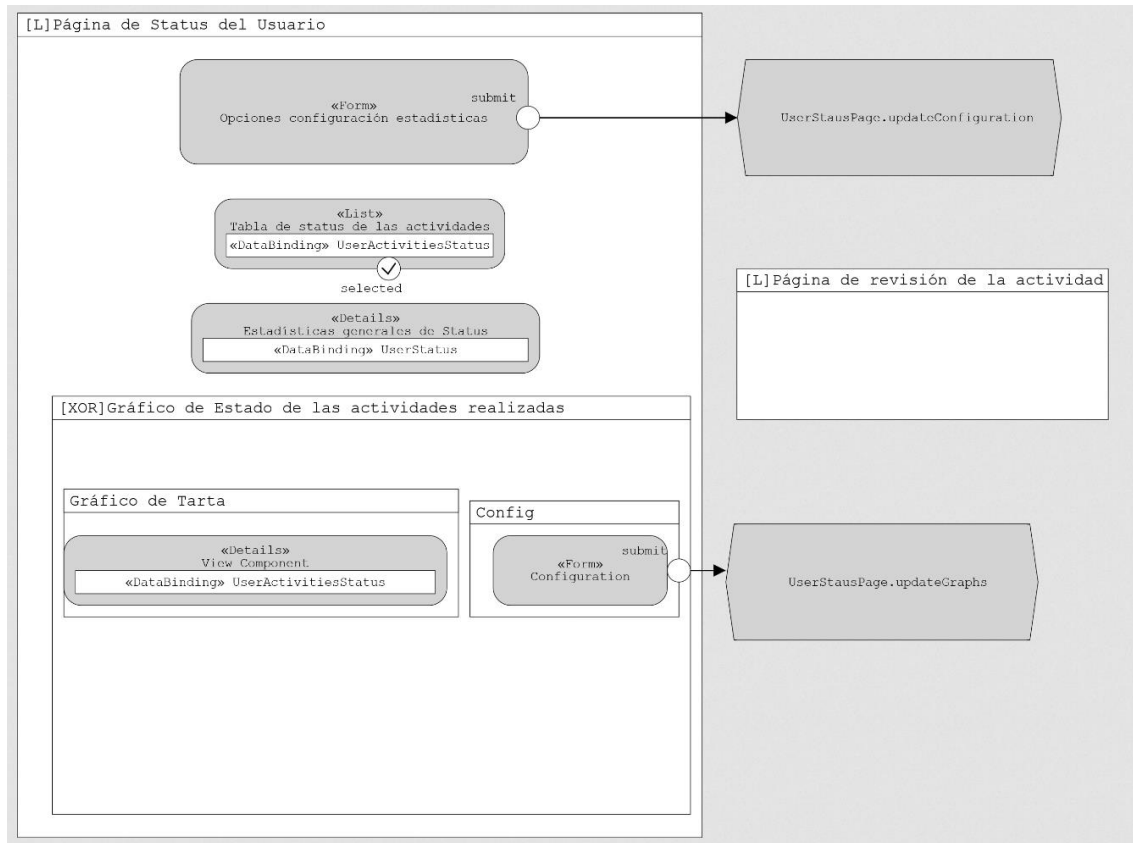 [L]Página de Status del Usuario
submit
«Form»
Opciones configuración estadísticas
UserStausPage.updateConfiguration
«List»
Tabla de status de las actividades
«DataBinding» UserActivitiesStatus
selected
[L]Página de revisión de la actividad
«Details»
Estadísticas generales de Status
«DataBinding» UserStatus
[XOR]Gráfico de Estado de las actividades realizadas
Gráfico de Tarta
«Details»
View Component
«DataBinding» UserActivitiesStatus
Config
submit
«Form»
Configuration
UserStausPage.updateGraphs